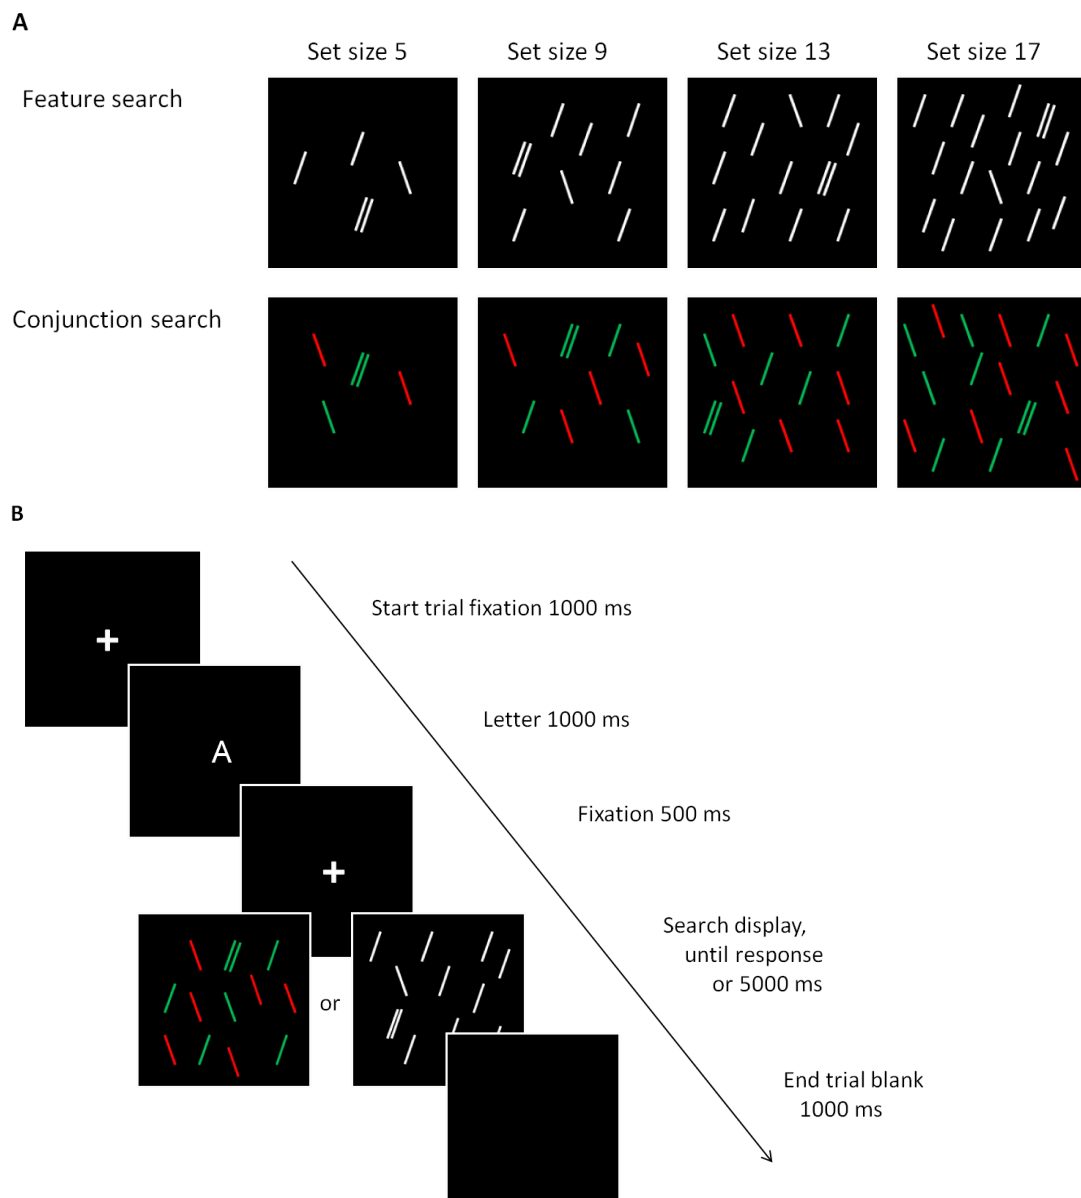 A
Set size 5
Set size 9
Set size 13
Set size 17
Feature search
Conjunction search
B
Start trial fixation 1000 ms
A
Letter 1000 ms
Fixation 500 ms
Search display,
until response
or 5000 ms
or
End trial blank
1000 ms